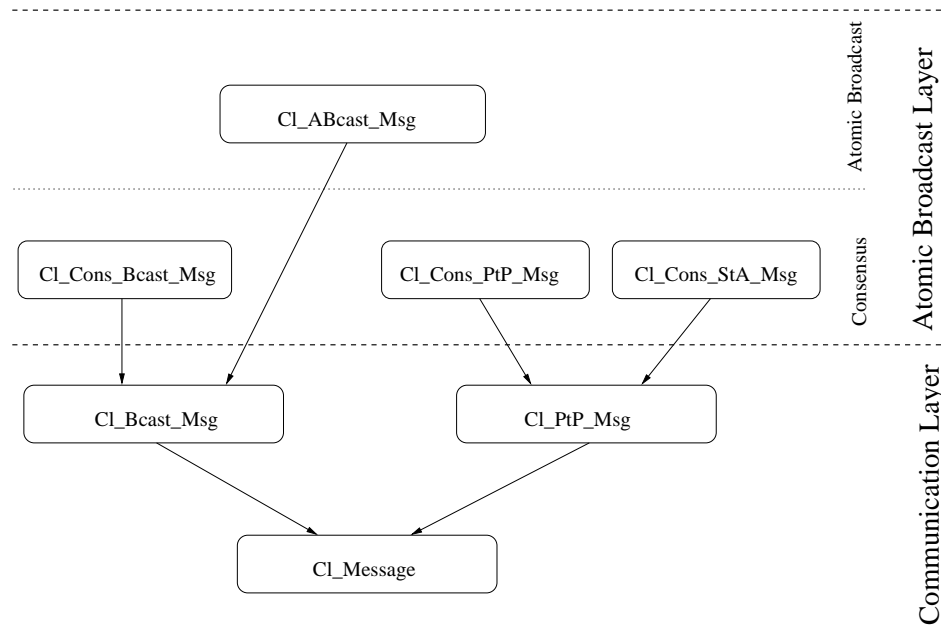 Cl_ABcast_Msg
Atomic Broadcast
Atomic Broadcast Layer
Cl_Cons_Bcast_Msg
Cl_Cons_PtP_Msg
Cl_Cons_StA_Msg
Consensus
Cl_Bcast_Msg
Cl_PtP_Msg
Communication Layer
Cl_Message